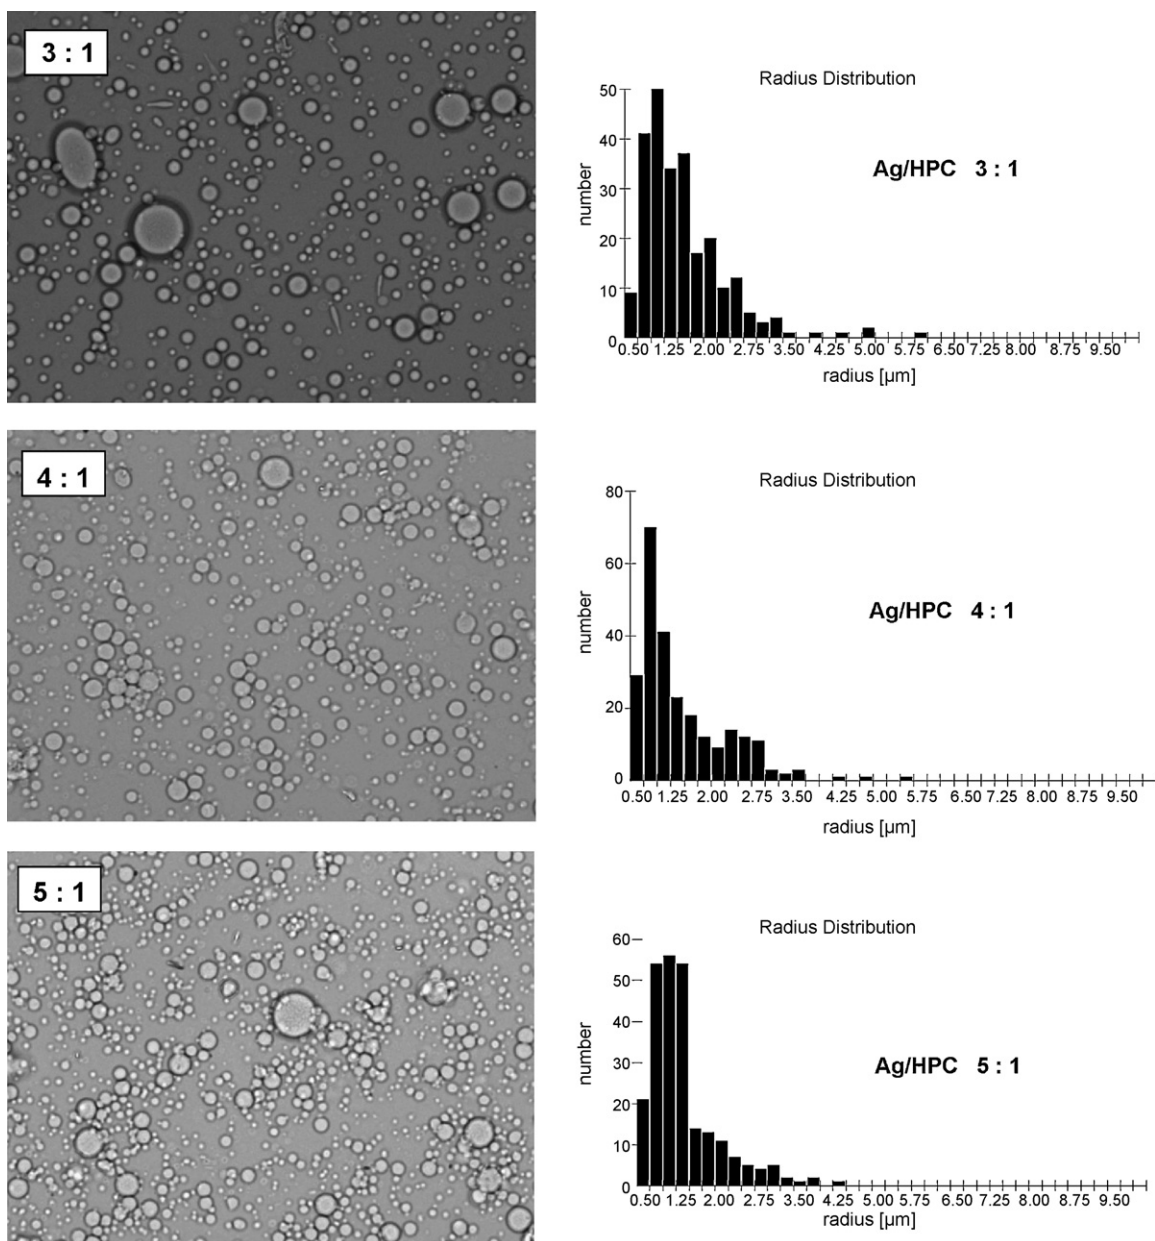 3 : 1
Radius Distribution
Ag/HPC 3 : 1
number
50
40
30
20
10
0
0.50 1.25 2.00 2.75 3.50 4.25 5.00 5.75 6.50 7.25 8.00 8.75 9.50
radius [µm]
4 : 1
Radius Distribution
Ag/HPC 4 : 1
number
80
60
40
20
0
0.50 1.25 2.00 2.75 3.50 4.25 5.00 6.50 7.25 8.00 8.75 9.50
radius [µm]
5 : 1
Radius Distribution
Ag/HPC 5 : 1
number
60
50
40
30
20
10
0
0.50 1.25 2.00 2.75 3.50 4.25 5.00 5.75 6.50 7.25 8.00 8.75 9.50
radius [µm]